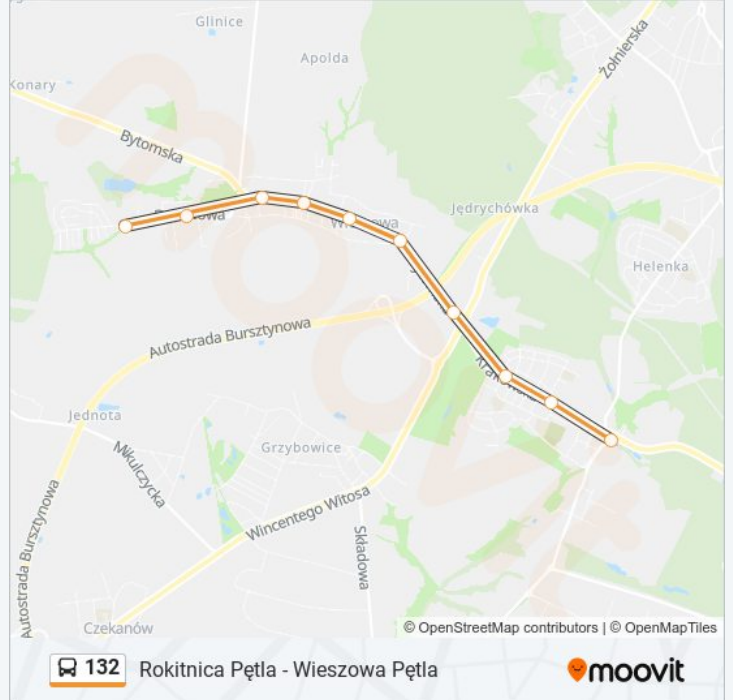 Glinice
Apolda
Żołnierska
Konary
Bytomska
Jędrychówka
Helenka
Autostrada Bursztynowa
Jednota
Mikulczycka
Grzybowice
Wincentego Witosa
Autostrada Bursztynowa
Składowa
Czekanów
© OpenStreetMap contributors | © OpenMapTiles
132 Rokitnica Pętla - Wieszowa Pętla
moovit